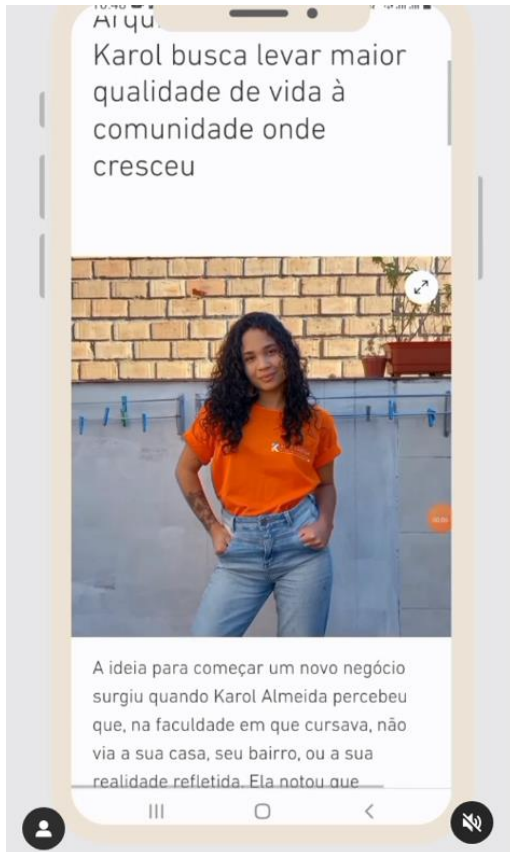 Karol busca levar maior
qualidade de vida à
comunidade onde
cresceu
A ideia para começar um novo negócio
surgiu quando Karol Almeida percebeu
que, na faculdade em que cursava, não
via a sua casa, seu bairro, ou a sua
realidade refletida. Ela notou que